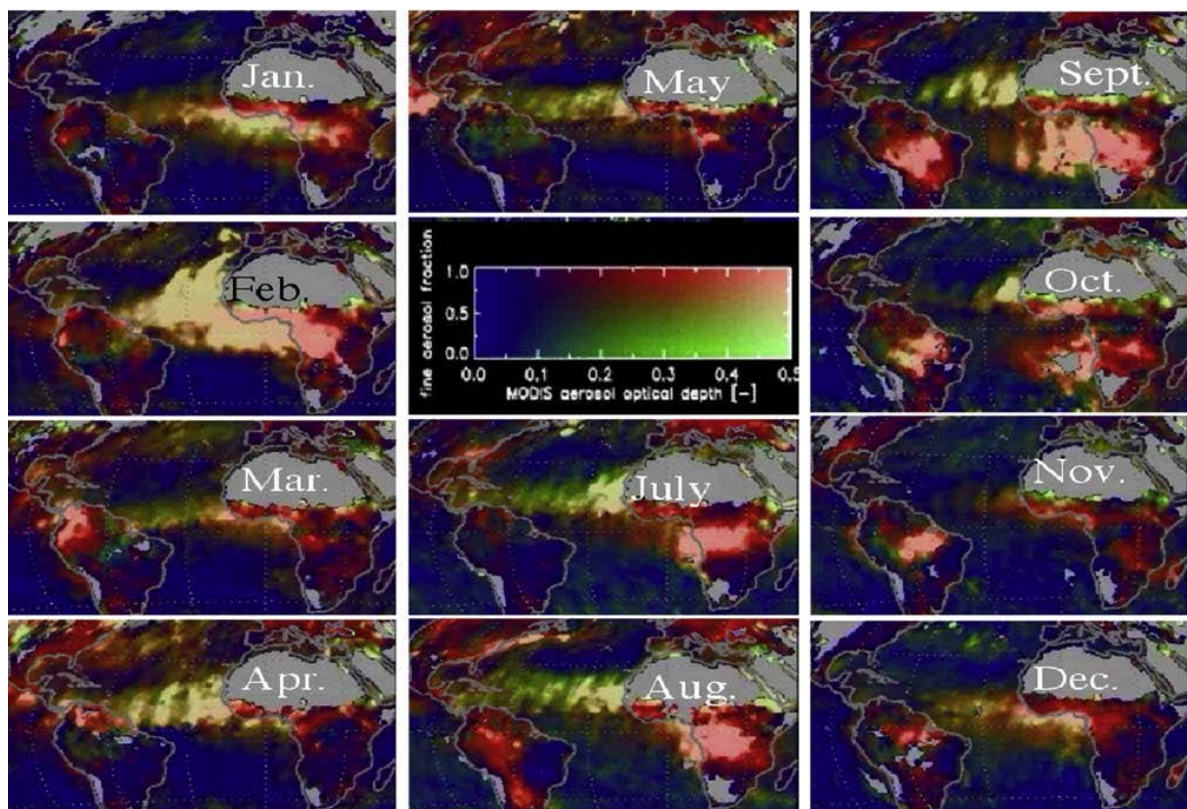 Jan.
May
Sept.
Feb.
fine aerosol fraction
1.0
0.5
0.0
0.0 0.1 0.2 0.3 0.4 0.5
MODIS aerosol optical depth [-]
Oct.
Mar.
July
Nov.
Apr.
Aug.
Dec.